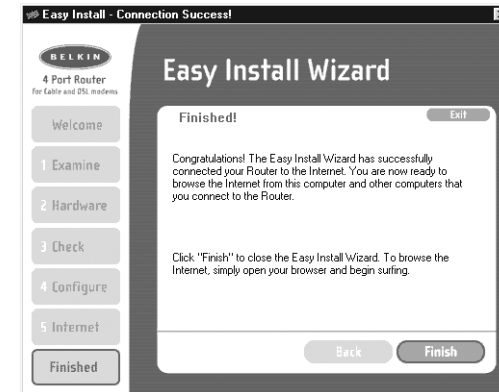 Easy Install - Connection Success!
BELKIN
4 Port Router
for Cable and DSL modems
Easy Install Wizard
Welcome
1 Examine
2 Hardware
3 Check
4 Configure
5 Internet
Finished
Finished!
Exit
Congratulations! The Easy Install Wizard has successfully
connected your Router to the Internet. You are now ready to
browse the Internet from this computer and other computers that
you connect to the Router.
Click "Finish" to close the Easy Install Wizard. To browse the
Internet, simply open your browser and begin surfing.
Back
Finish